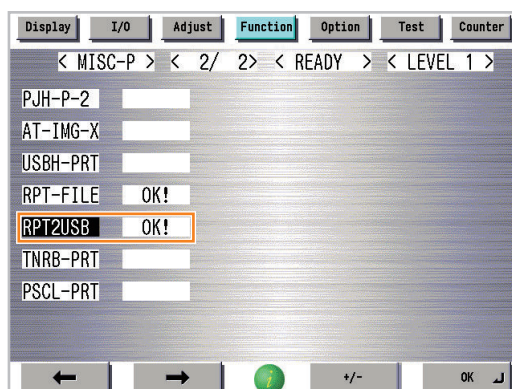 Display I/O Adjust Function Option Test Counter
< MISC-P > < 2/ 2> < READY > < LEVEL 1 >
PJH-P-2
AT-IMG-X
USBH-PRT
RPT-FILE OK!
RPT2USB OK!
TNRB-PRT
PSCL-PRT
← → i +/- OK ↵